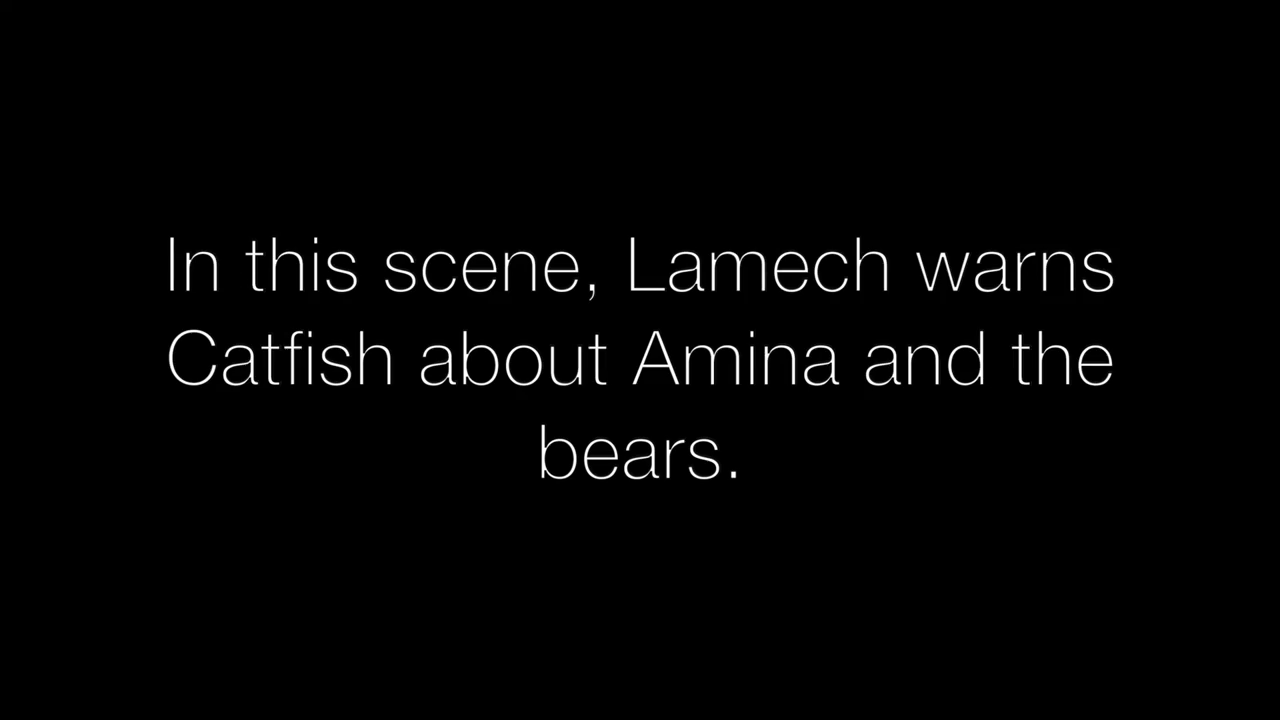 In this scene, Lamech warns
Catfish about Amina and the
bears.